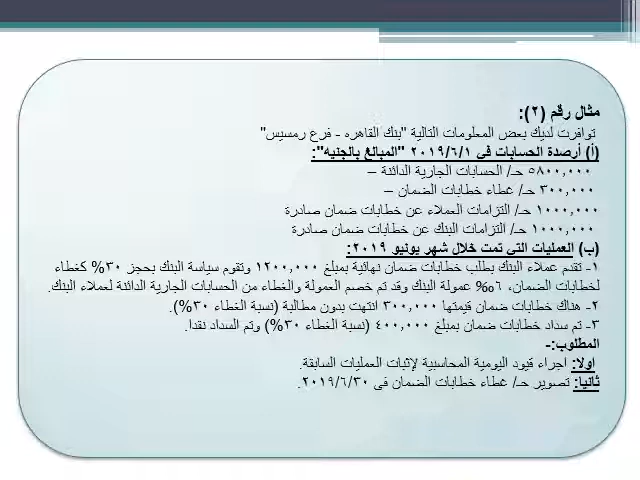 مثال رقم (٢):
توافرت لديك بعض المعلومات التالية "بنك القاهره - فرع رمسيس"
(أ) أرصدة الحسابات في ٢٠١٩/٦/١ "المبالغ بالجنيه":
٥٨٠٠,٠٠٠ حـ/ الحسابات الجارية الدائنة –
٣٠٠,٠٠٠ حـ/ غطاء خطابات الضمان –
١٠٠٠,٠٠٠ حـ/ التزامات العملاء عن خطابات ضمان صادرة
١٠٠٠,٠٠٠ حـ/ التزامات البنك عن خطابات ضمان صادرة
(ب) العمليات التي تمت خلال شهر يونيو ٢٠١٩:
١- تقدم عملاء البنك بطلب خطابات ضمان نهائية بمبلغ ١٢٠٠,٠٠٠ وتقوم سياسة البنك بحجز ٣٠% كغطاء
لخطابات الضمان، ٦‰ عمولة البنك وقد تم خصم العمولة والغطاء من الحسابات الجارية الدائنة لعملاء البنك.
٢- هناك خطابات ضمان قيمتها ٣٠٠,٠٠٠ انتهت بدون مطالبة (نسبة الغطاء ٣٠%).
٣- تم سداد خطابات ضمان بمبلغ ٤٠٠,٠٠٠ (نسبة الغطاء ٣٠%) وتم السداد نقدا.
المطلوب:-
اولا: اجراء قيود اليومية المحاسبية لإثبات العمليات السابقة.
ثانيا: تصوير حـ/ غطاء خطابات الضمان في ٢٠١٩/٦/٣٠.